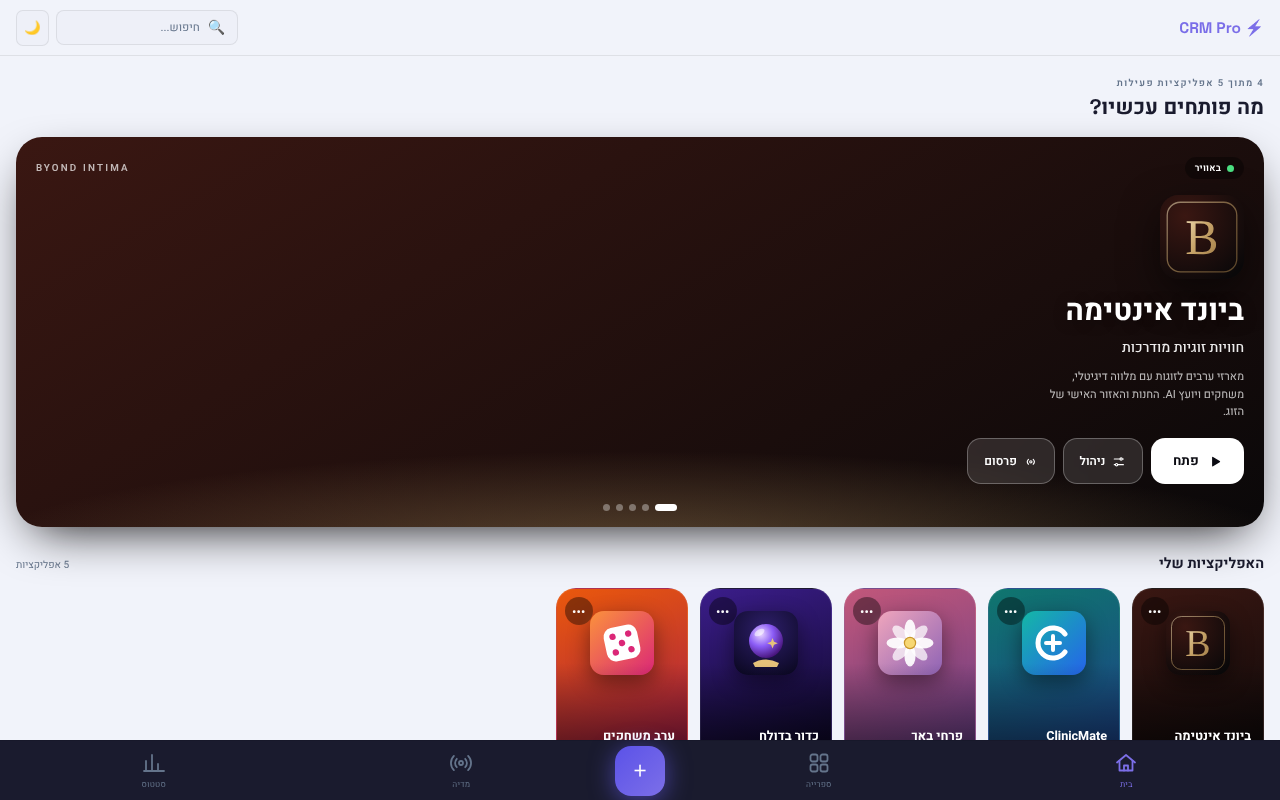 CRM Pro
חיפוש...
4 מתוך 5 אפליקציות פעילות
מה פותחים עכשיו?
באוויר
BYOND INTIMA
B
ביונד אינטימה
חוויות זוגיות מודרכות
מארזי ערבים לזוגות עם מלווה דיגיטלי,
משחקים ויועץ AI. החנות והאזור האישי של
הזוג.
פתח
ניהול
פרסום
האפליקציות שלי
5 אפליקציות
B
ביונד אינטימה
ClinicMate
פרחי באך
כדור בדולח
ערב משחקים
בית
ספרייה
+
מדיה
סטטוס